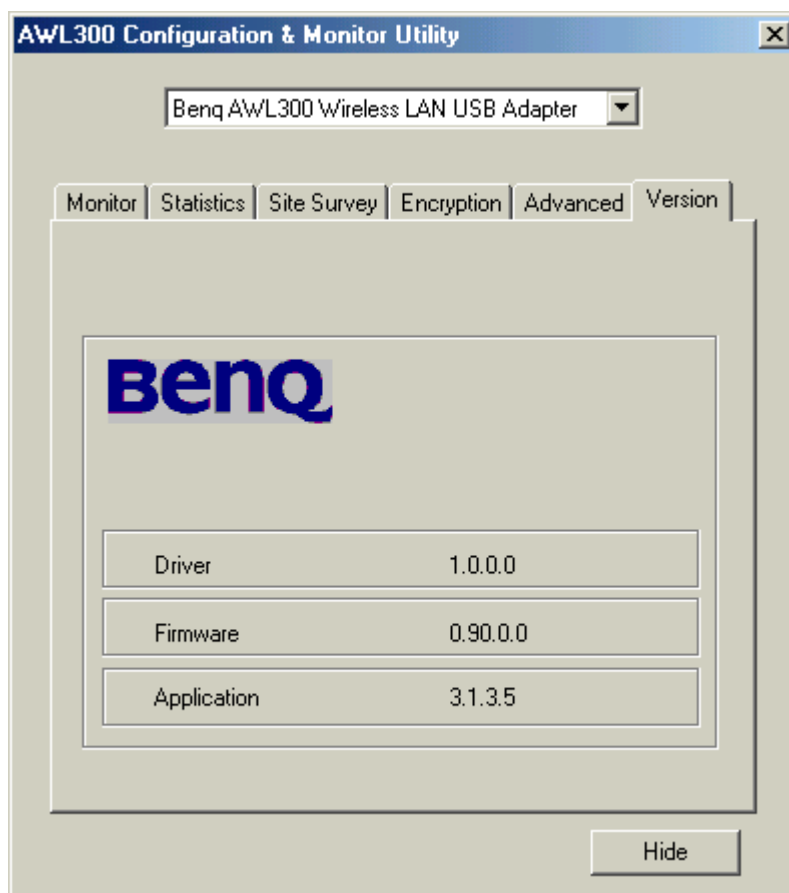 AWL300 Configuration & Monitor Utility
Benq AWL300 Wireless LAN USB Adapter
Monitor Statistics Site Survey Encryption Advanced Version
BenQ
Driver 1.0.0.0
Firmware 0.90.0.0
Application 3.1.3.5
Hide